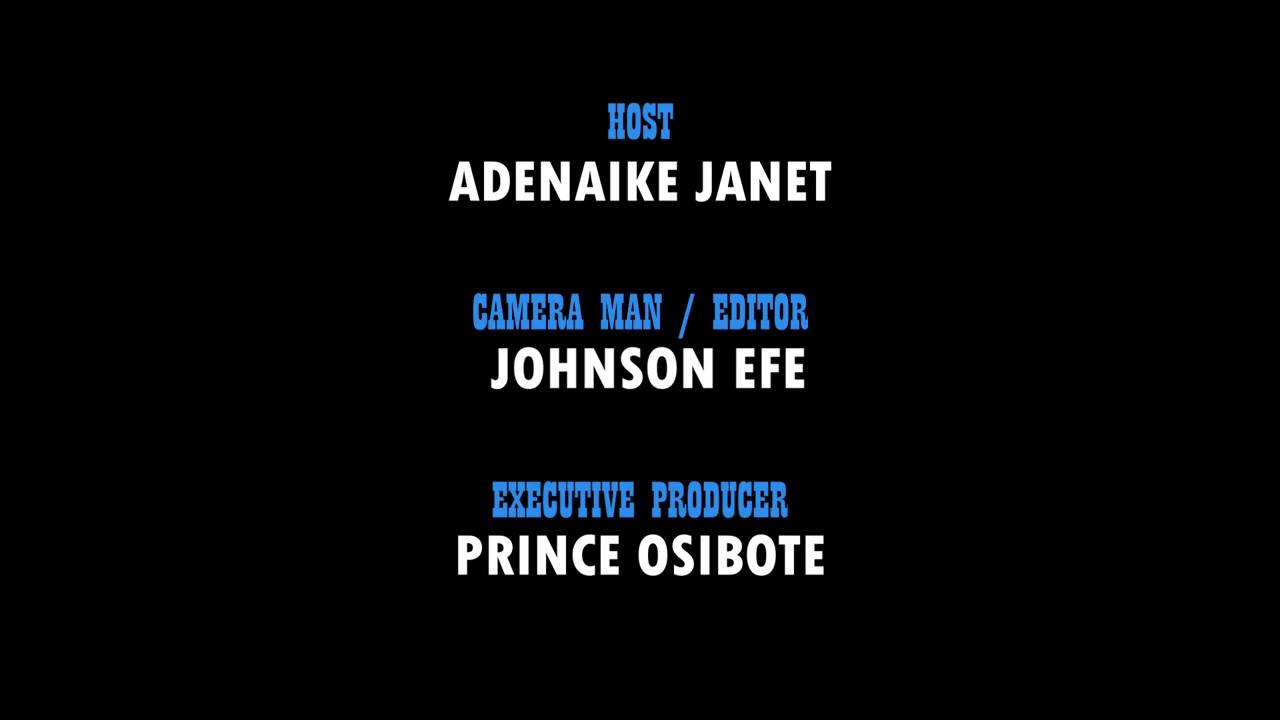 HOST
ADENAIKE JANET
CAMERA MAN / EDITOR
JOHNSON EFE
EXECUTIVE PRODUCER
PRINCE OSIBOTE